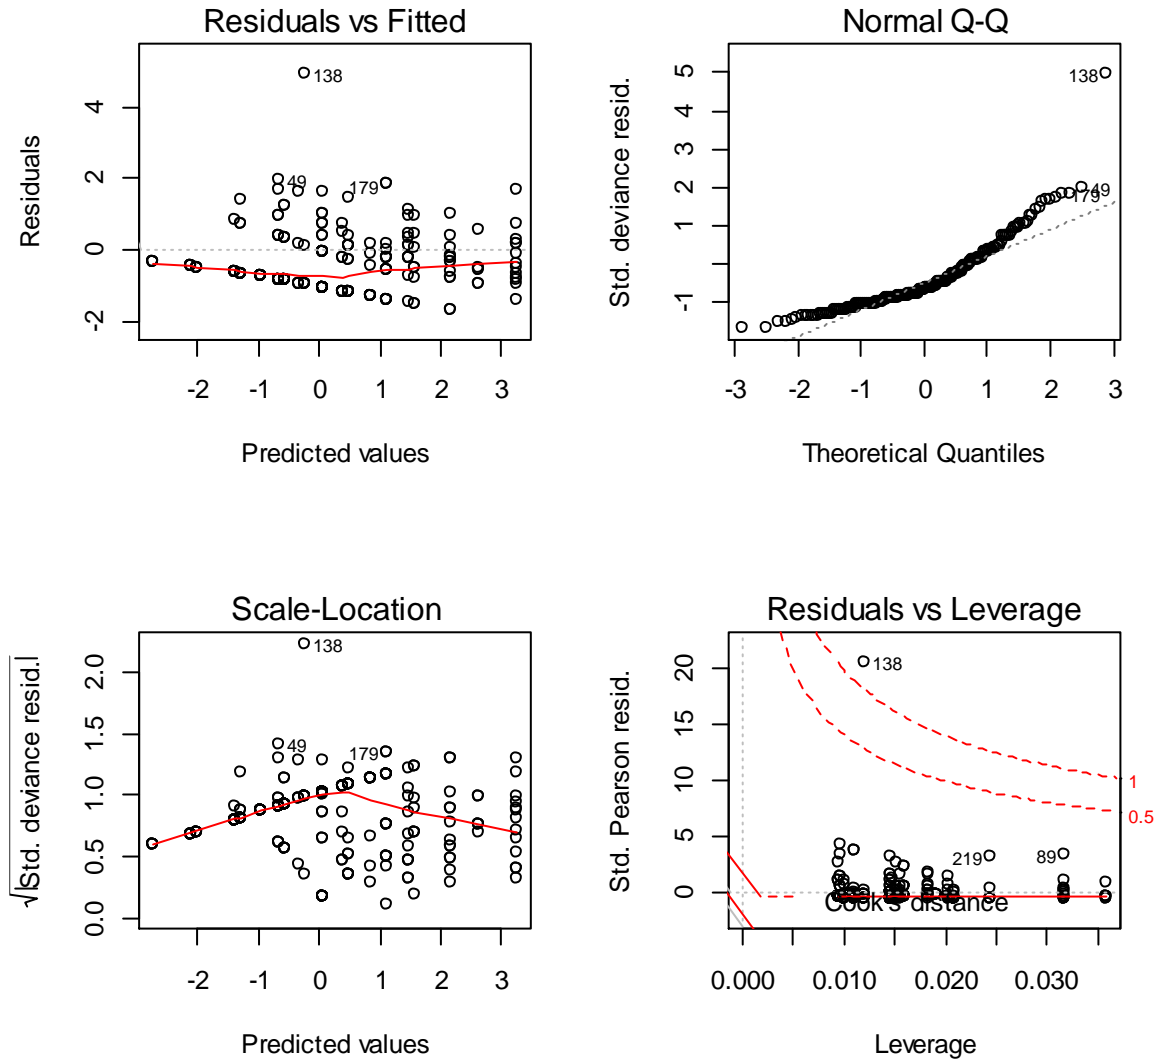 Residuals vs Fitted
Residuals
4
2
0
-2
138
49
179
-2 -1 0 1 2 3
Predicted values
Normal Q-Q
Std. deviance resid.
5
4
3
2
1
-1
138
49
179
-3 -2 -1 0 1 2 3
Theoretical Quantiles
Scale-Location
√|Std. deviance resid.|
2.0
1.5
1.0
0.5
0.0
138
49
179
-2 -1 0 1 2 3
Predicted values
Residuals vs Leverage
Std. Pearson resid.
20
15
10
5
0
138
1
0.5
219
89
Cook's distance
0.000 0.010 0.020 0.030
Leverage